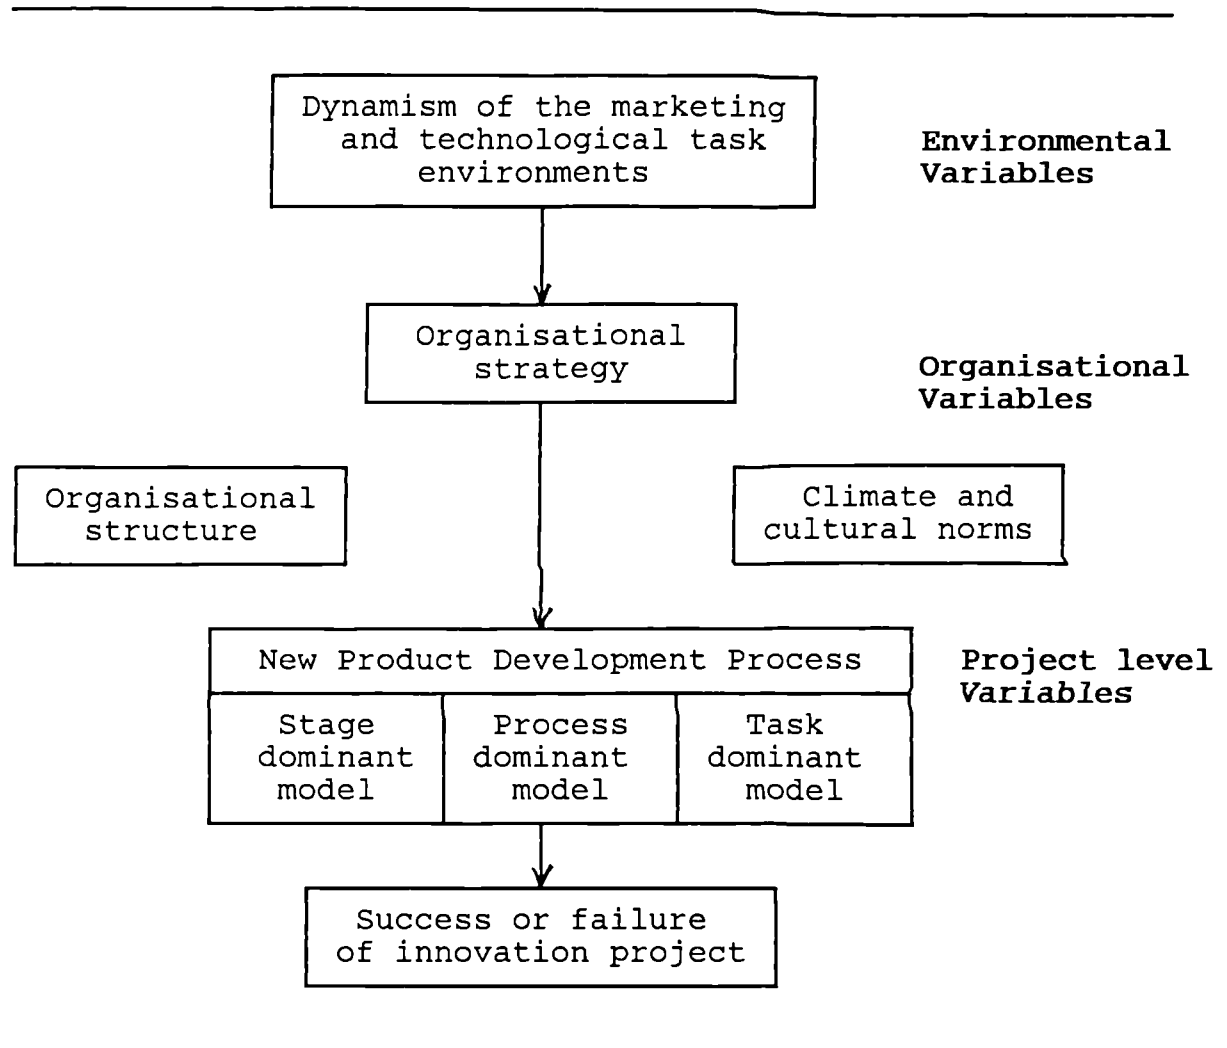 Dynamism of the marketing
and technological task
environments
Environmental
Variables
Organisational
strategy
Organisational
Variables
Organisational
structure
Climate and
cultural norms
New Product Development Process
Project level
Variables
Stage
dominant
model
Process
dominant
model
Task
dominant
model
Success or failure
of innovation project